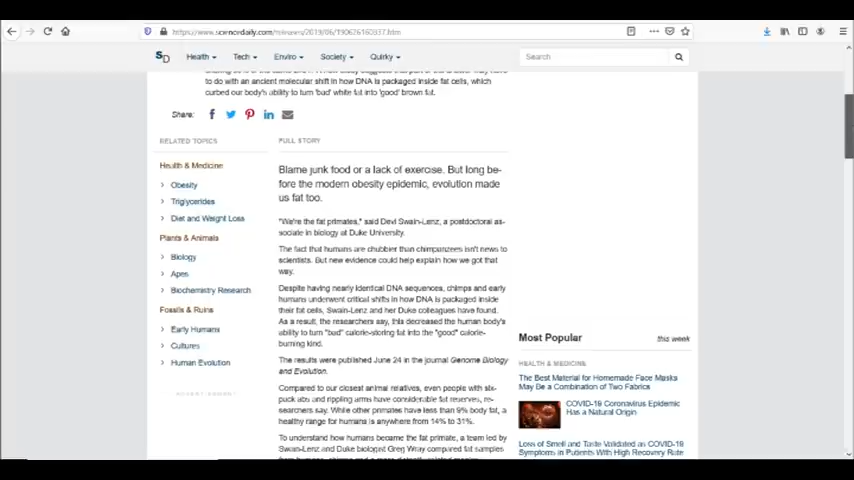 https://www.sciencedaily.com/releases/2019/06/190626160337.htm
SD
Health
Tech
Enviro
Society
Quirky
Search
to do with an ancient molecular shift in how DNA is packaged inside fat cells, which
curbed our body's ability to turn 'bad' white fat into 'good' brown fat.
Share:
RELATED TOPICS
Health & Medicine
Obesity
Triglycerides
Diet and Weight Loss
Plants & Animals
Biology
Apes
Biochemistry Research
Fossils & Ruins
Early Humans
Cultures
Human Evolution
ADVERTISEMENT
FULL STORY
Blame junk food or a lack of exercise. But long be-
fore the modern obesity epidemic, evolution made
us fat too.
"We're the fat primates," said Devi Swain-Lenz, a postdoctoral as-
sociate in biology at Duke University.
The fact that humans are chubbier than chimpanzees isn't news to
scientists. But new evidence could help explain how we got that
way.
Despite having nearly identical DNA sequences, chimps and early
humans underwent critical shifts in how DNA is packaged inside
their fat cells, Swain-Lenz and her Duke colleagues have found.
As a result, the researchers say, this decreased the human body's
ability to turn "bad" calorie-storing fat into the "good" calorie-
burning kind.
The results were published June 24 in the journal Genome Biology
and Evolution.
Compared to our closest animal relatives, even people with six-
pack abs and rippling arms have considerable fat reserves, re-
searchers say. While other primates have less than 9% body fat, a
healthy range for humans is anywhere from 14% to 31%.
To understand how humans became the fat primate, a team led by
Swain-Lenz and Duke biologist Greg Wray compared fat samples
Most Popular
this week
HEALTH & MEDICINE
The Best Material for Homemade Face Masks
May Be a Combination of Two Fabrics
COVID-19 Coronavirus Epidemic
Has a Natural Origin
Loss of Smell and Taste Validated as COVID-19
Symptoms in Patients With High Recovery Rate